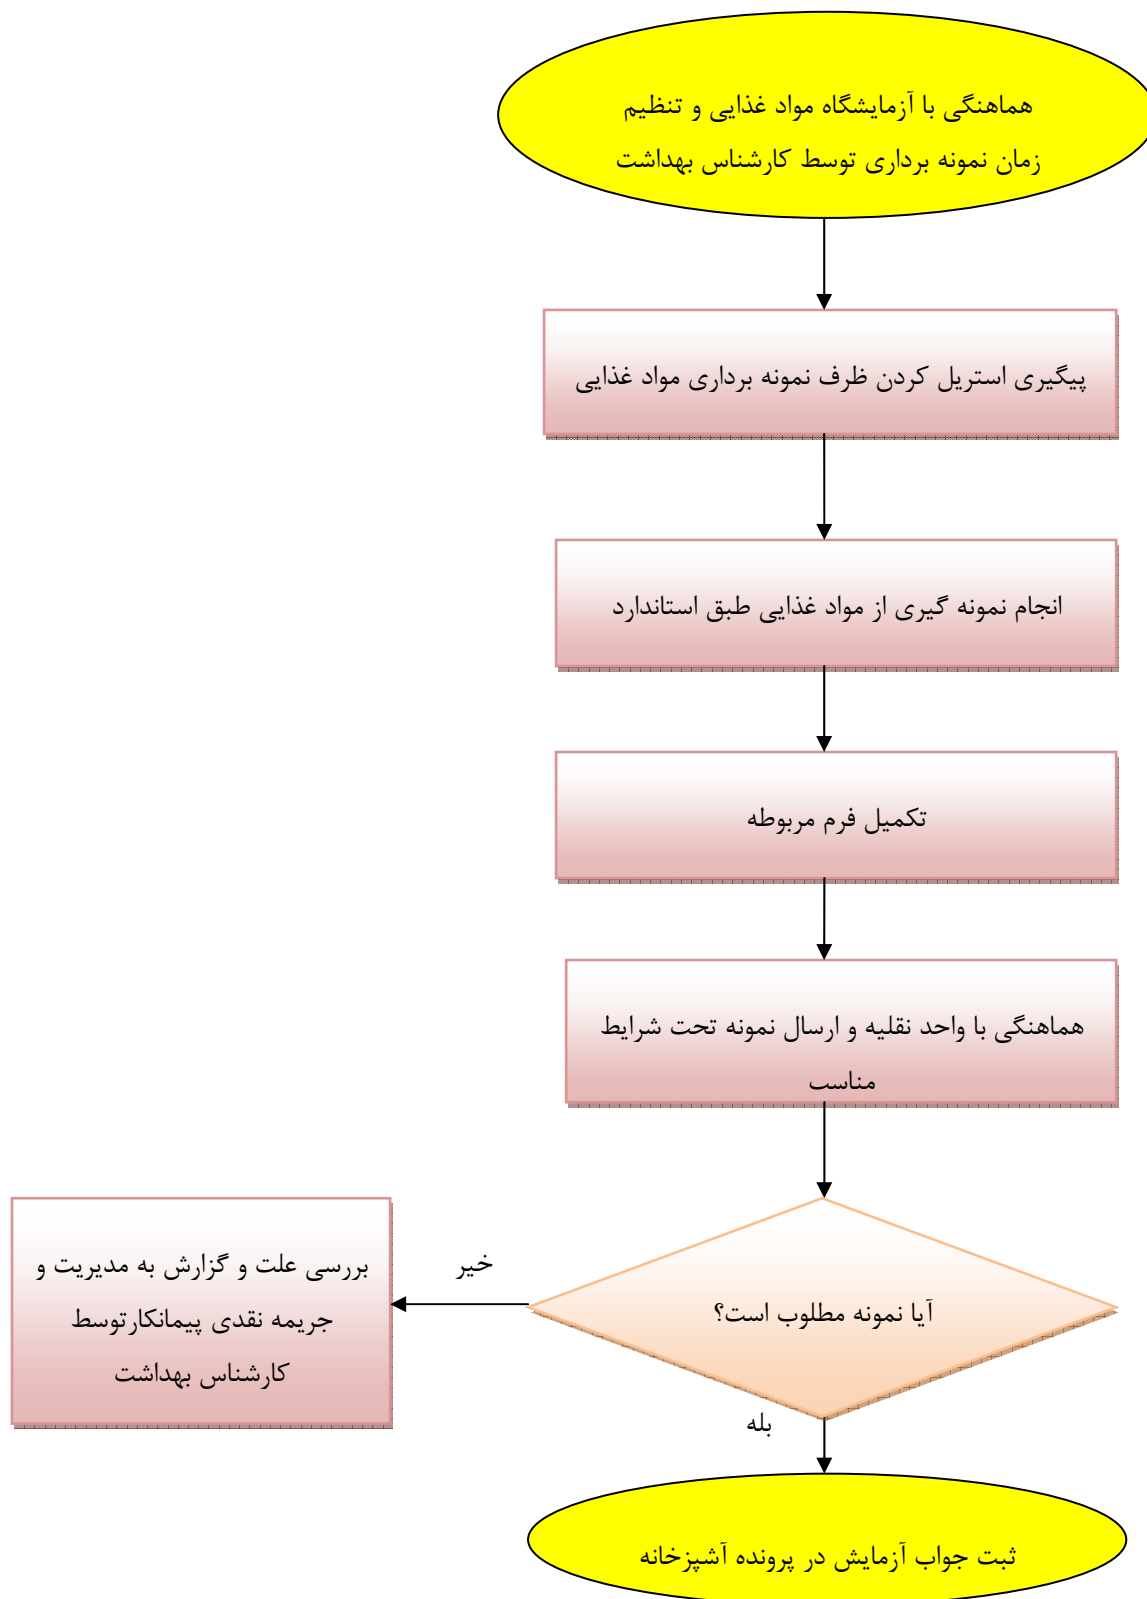 هماهنگی با آزمایشگاه مواد غذایی و تنظیم
زمان نمونه برداری توسط کارشناس بهداشت
پیگیری استریل کردن ظرف نمونه برداری مواد غذایی
انجام نمونه گیری از مواد غذایی طبق استاندارد
تکمیل فرم مربوطه
هماهنگی با واحد نقلیه و ارسال نمونه تحت شرایط
مناسب
آیا نمونه مطلوب است؟
خیر
بررسی علت و گزارش به مدیریت و
جریمه نقدی پیمانکارتوسط
کارشناس بهداشت
بله
ثبت جواب آزمایش در پرونده آشپزخانه